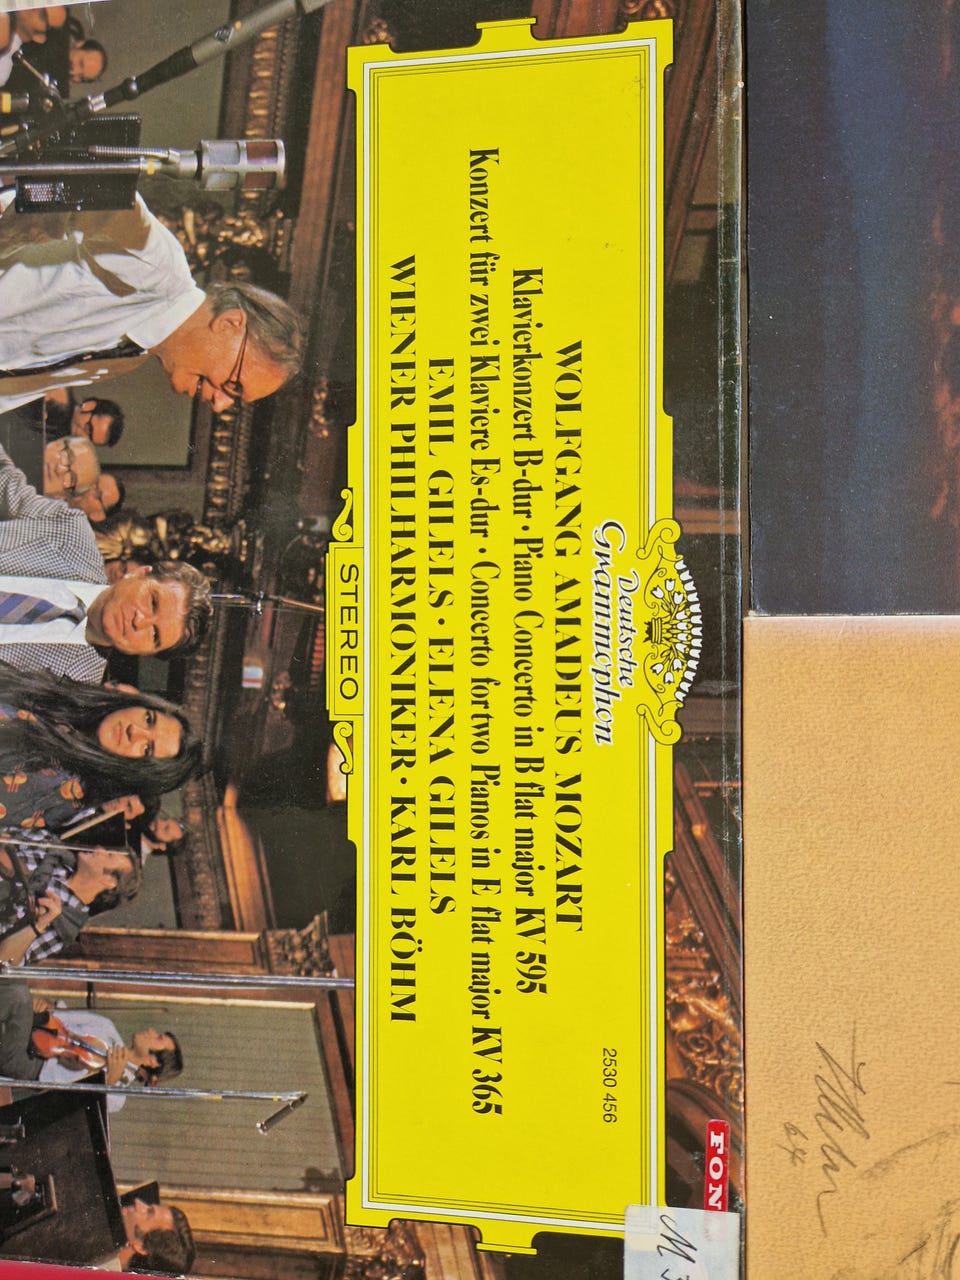 Deutsche
Grammophon
2530 456
WOLFGANG AMADEUS MOZART
Klavierkonzert B-dur · Piano Concerto in B flat major KV 595
Konzert für zwei Klaviere Es-dur · Concerto for two Pianos in E flat major KV 365
EMIL GILELS · ELENA GILELS
WIENER PHILHARMONIKER · KARL BÖHM
STEREO
FON
M 3
64